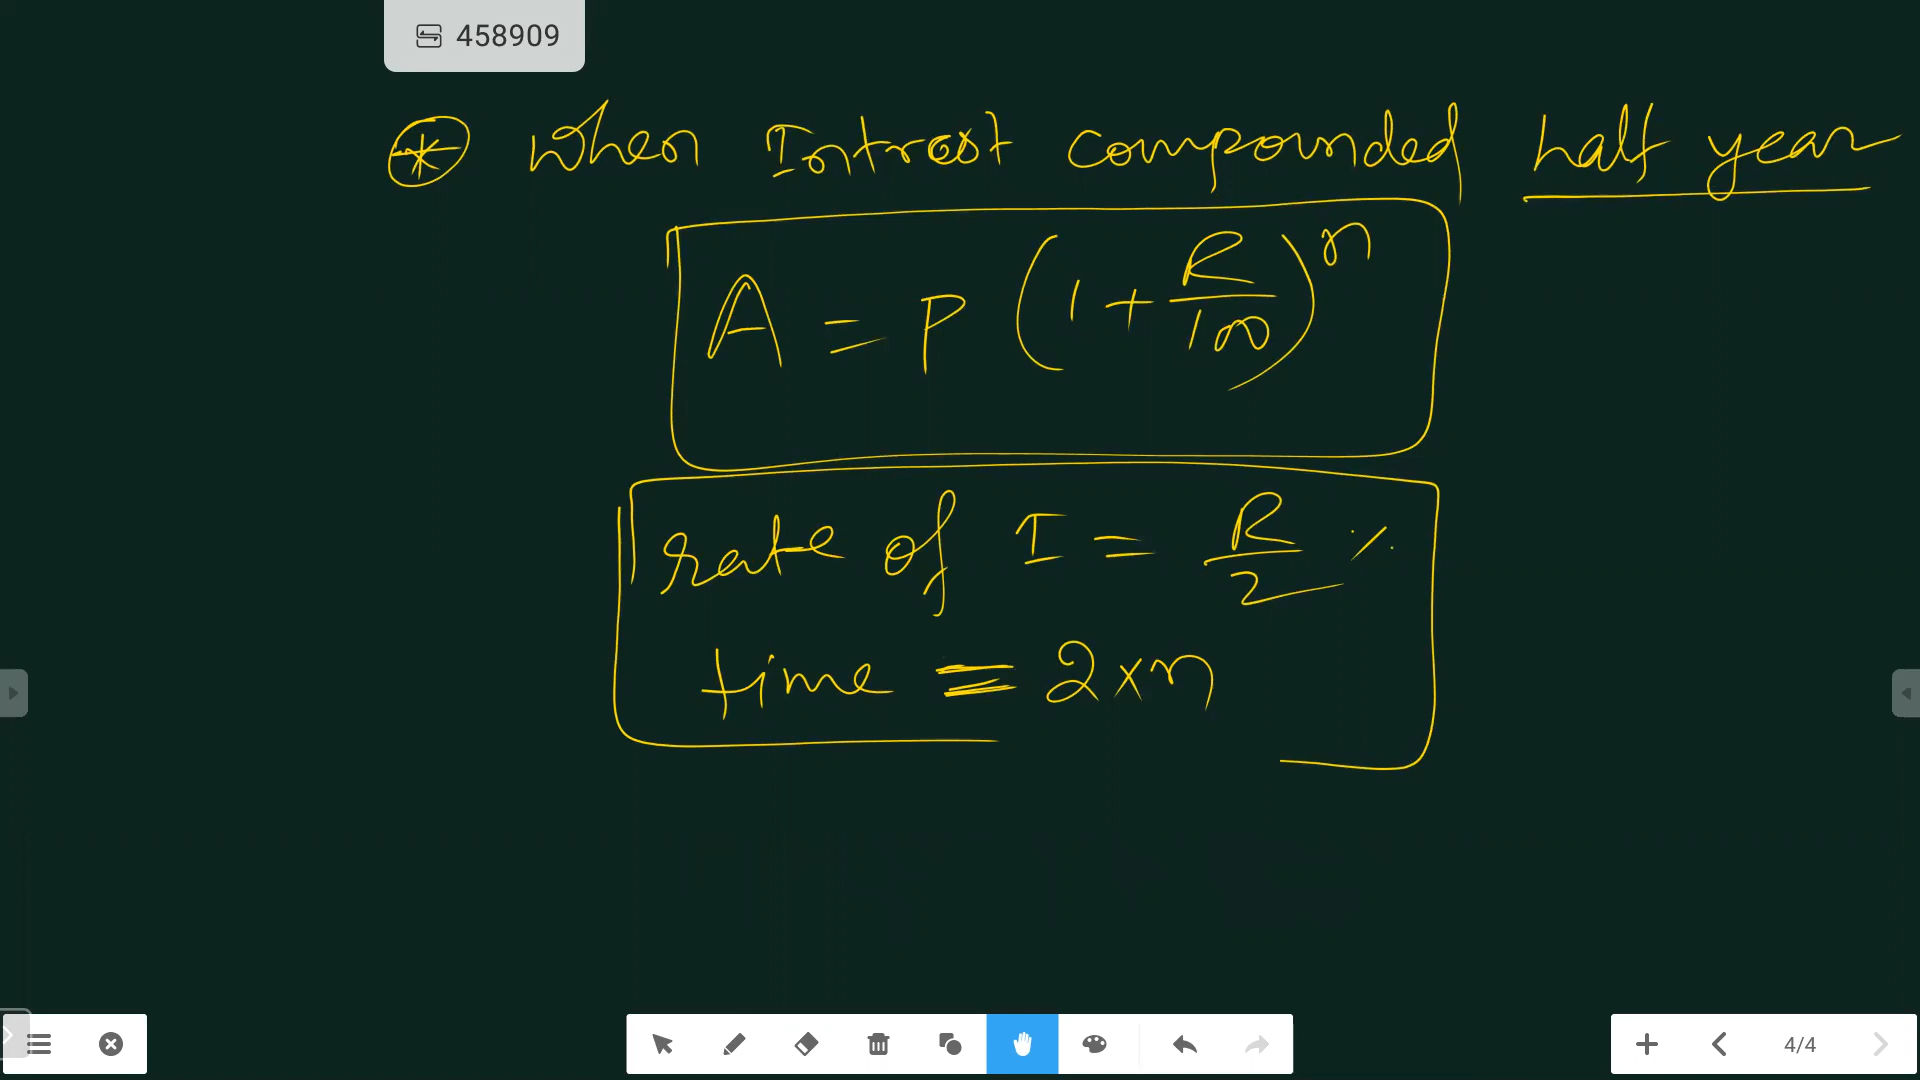 458909
* When Intrest compounded half year
A = P (1 + R/100)^n
rate of I = R/2 %
time = 2 × n
4/4